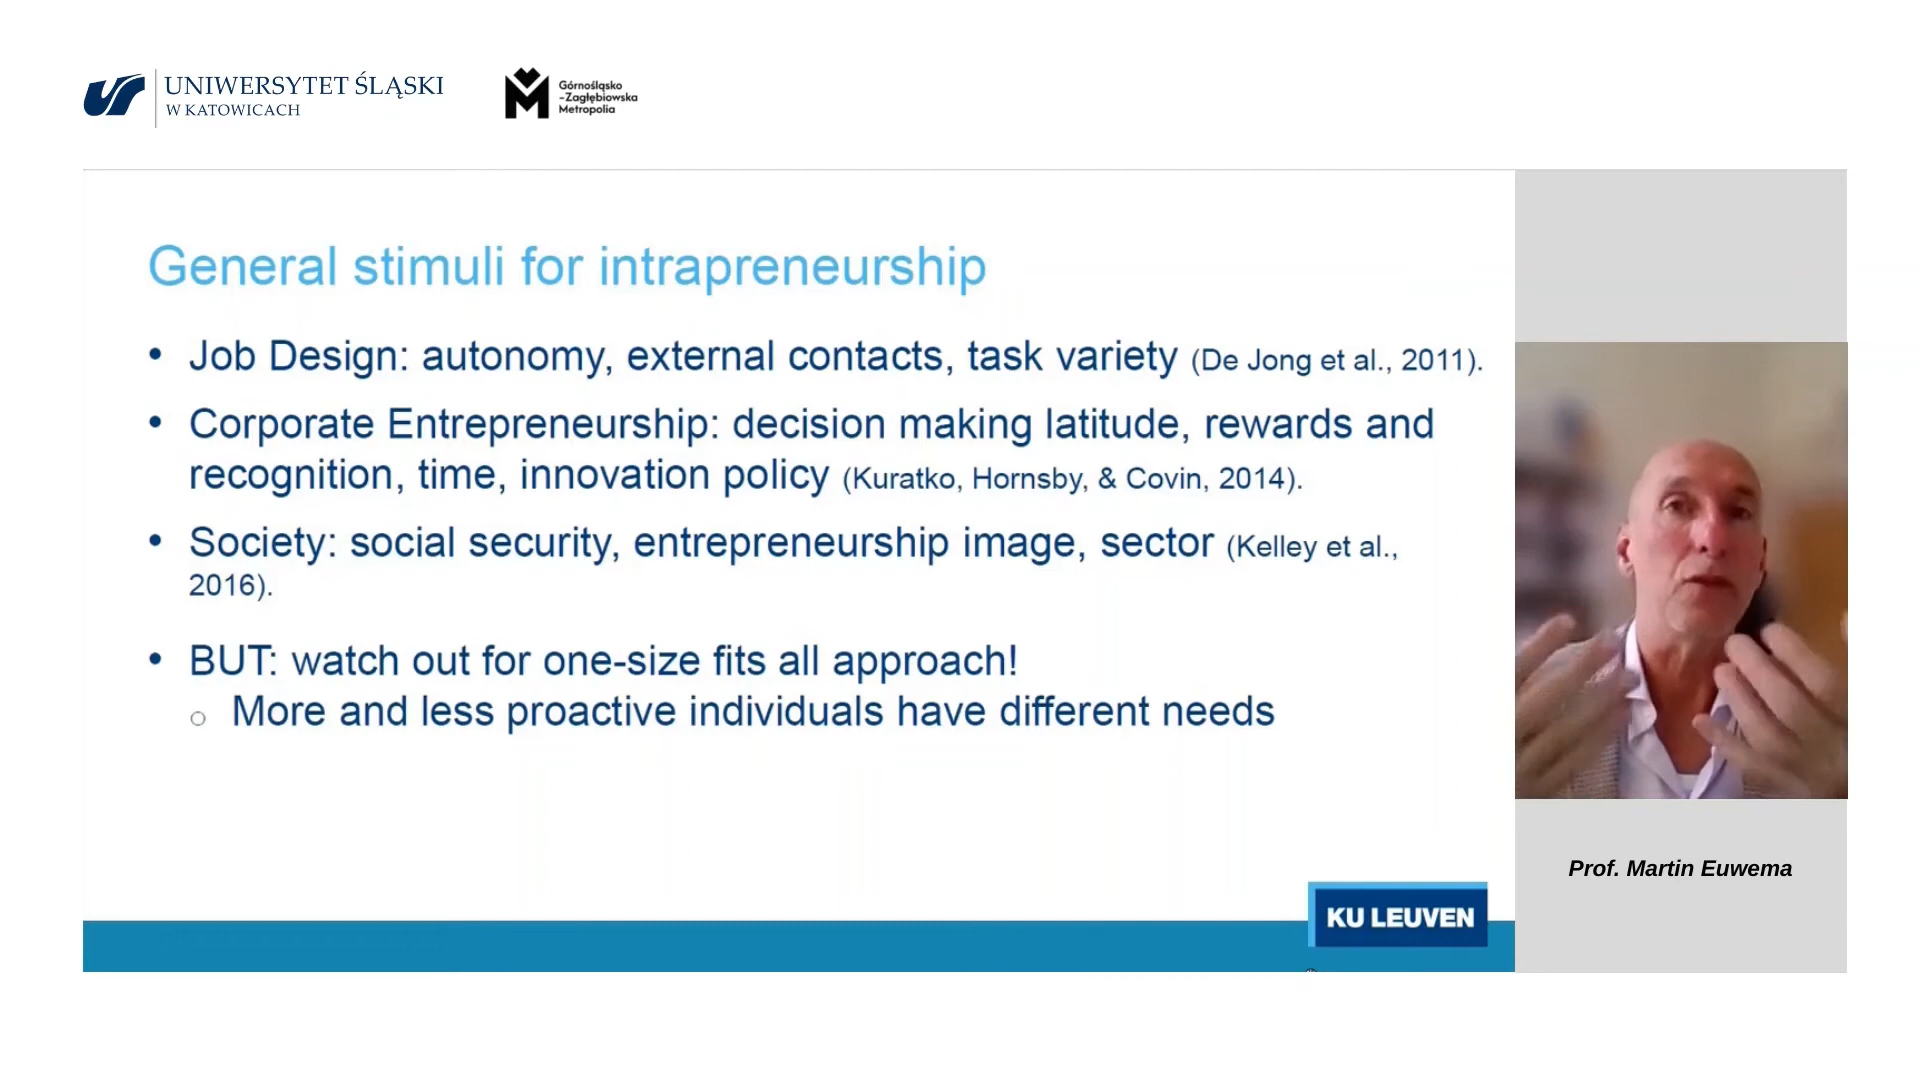 UNIWERSYTET ŚLĄSKI
W KATOWICACH
Górnośląsko
-Zagłębiowska
Metropolia
General stimuli for intrapreneurship
• Job Design: autonomy, external contacts, task variety (De Jong et al., 2011).
• Corporate Entrepreneurship: decision making latitude, rewards and
recognition, time, innovation policy (Kuratko, Hornsby, & Covin, 2014).
• Society: social security, entrepreneurship image, sector (Kelley et al.,
2016).
• BUT: watch out for one-size fits all approach!
○ More and less proactive individuals have different needs
KU LEUVEN
Prof. Martin Euwema